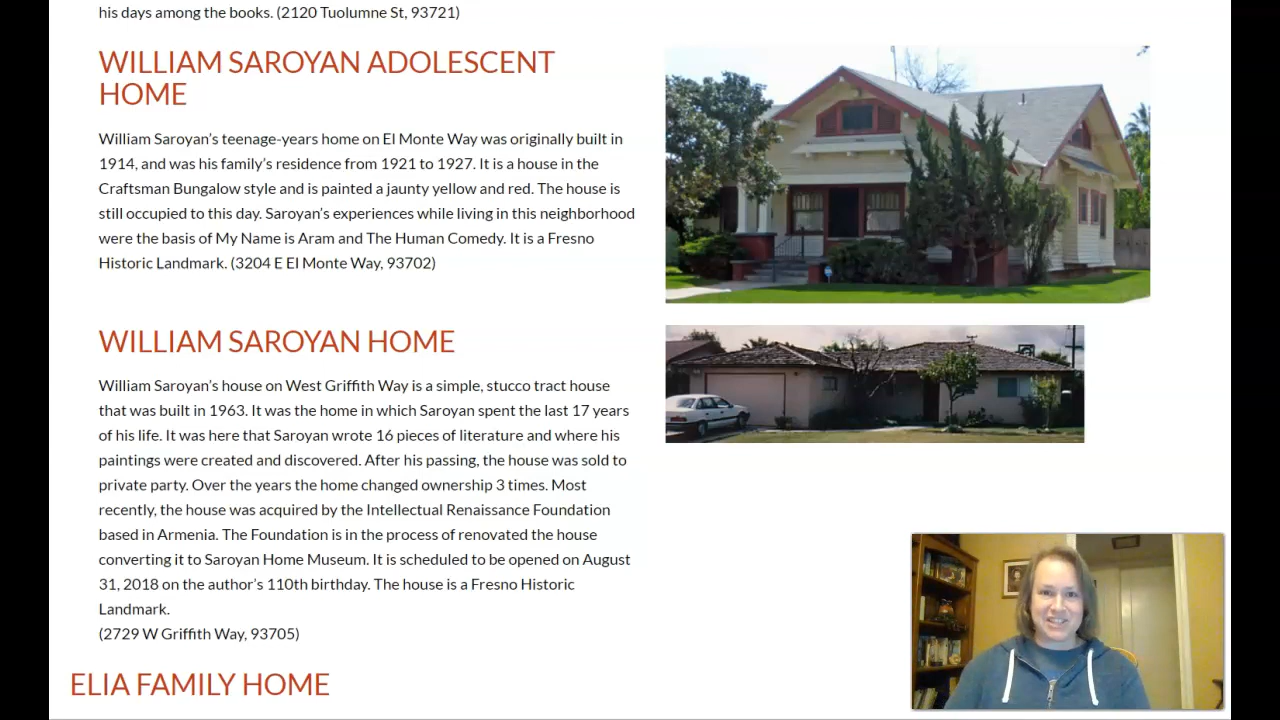 his days among the books. (2120 Tuolumne St, 93721)
WILLIAM SAROYAN ADOLESCENT
HOME
William Saroyan’s teenage-years home on El Monte Way was originally built in
1914, and was his family’s residence from 1921 to 1927. It is a house in the
Craftsman Bungalow style and is painted a jaunty yellow and red. The house is
still occupied to this day. Saroyan’s experiences while living in this neighborhood
were the basis of My Name is Aram and The Human Comedy. It is a Fresno
Historic Landmark. (3204 E El Monte Way, 93702)
WILLIAM SAROYAN HOME
William Saroyan’s house on West Griffith Way is a simple, stucco tract house
that was built in 1963. It was the home in which Saroyan spent the last 17 years
of his life. It was here that Saroyan wrote 16 pieces of literature and where his
paintings were created and discovered. After his passing, the house was sold to
private party. Over the years the home changed ownership 3 times. Most
recently, the house was acquired by the Intellectual Renaissance Foundation
based in Armenia. The Foundation is in the process of renovated the house
converting it to Saroyan Home Museum. It is scheduled to be opened on August
31, 2018 on the author’s 110th birthday. The house is a Fresno Historic
Landmark.
(2729 W Griffith Way, 93705)
ELIA FAMILY HOME